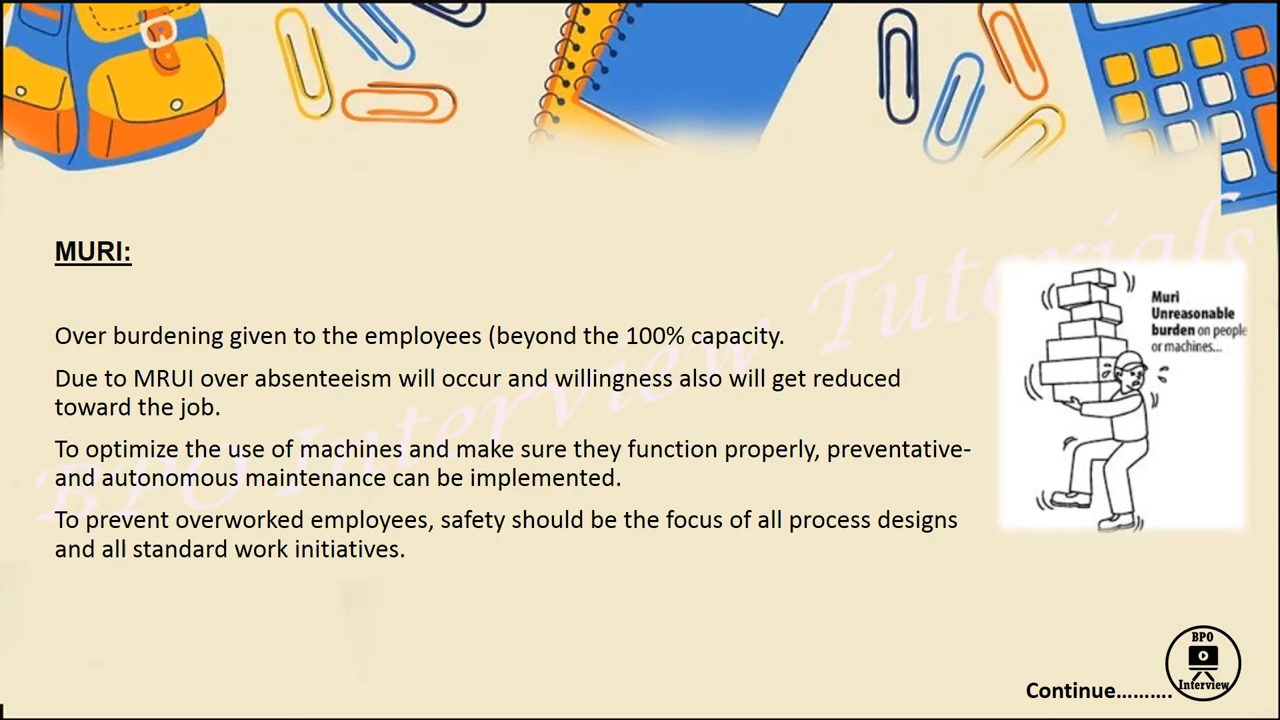 MURI:
Over burdening given to the employees (beyond the 100% capacity.
Due to MRUI over absenteeism will occur and willingness also will get reduced
toward the job.
To optimize the use of machines and make sure they function properly, preventative-
and autonomous maintenance can be implemented.
To prevent overworked employees, safety should be the focus of all process designs
and all standard work initiatives.
Muri
Unreasonable
burden on people
or machines...
BPO Interview Tutorials
Continue……….
BPO
Interview